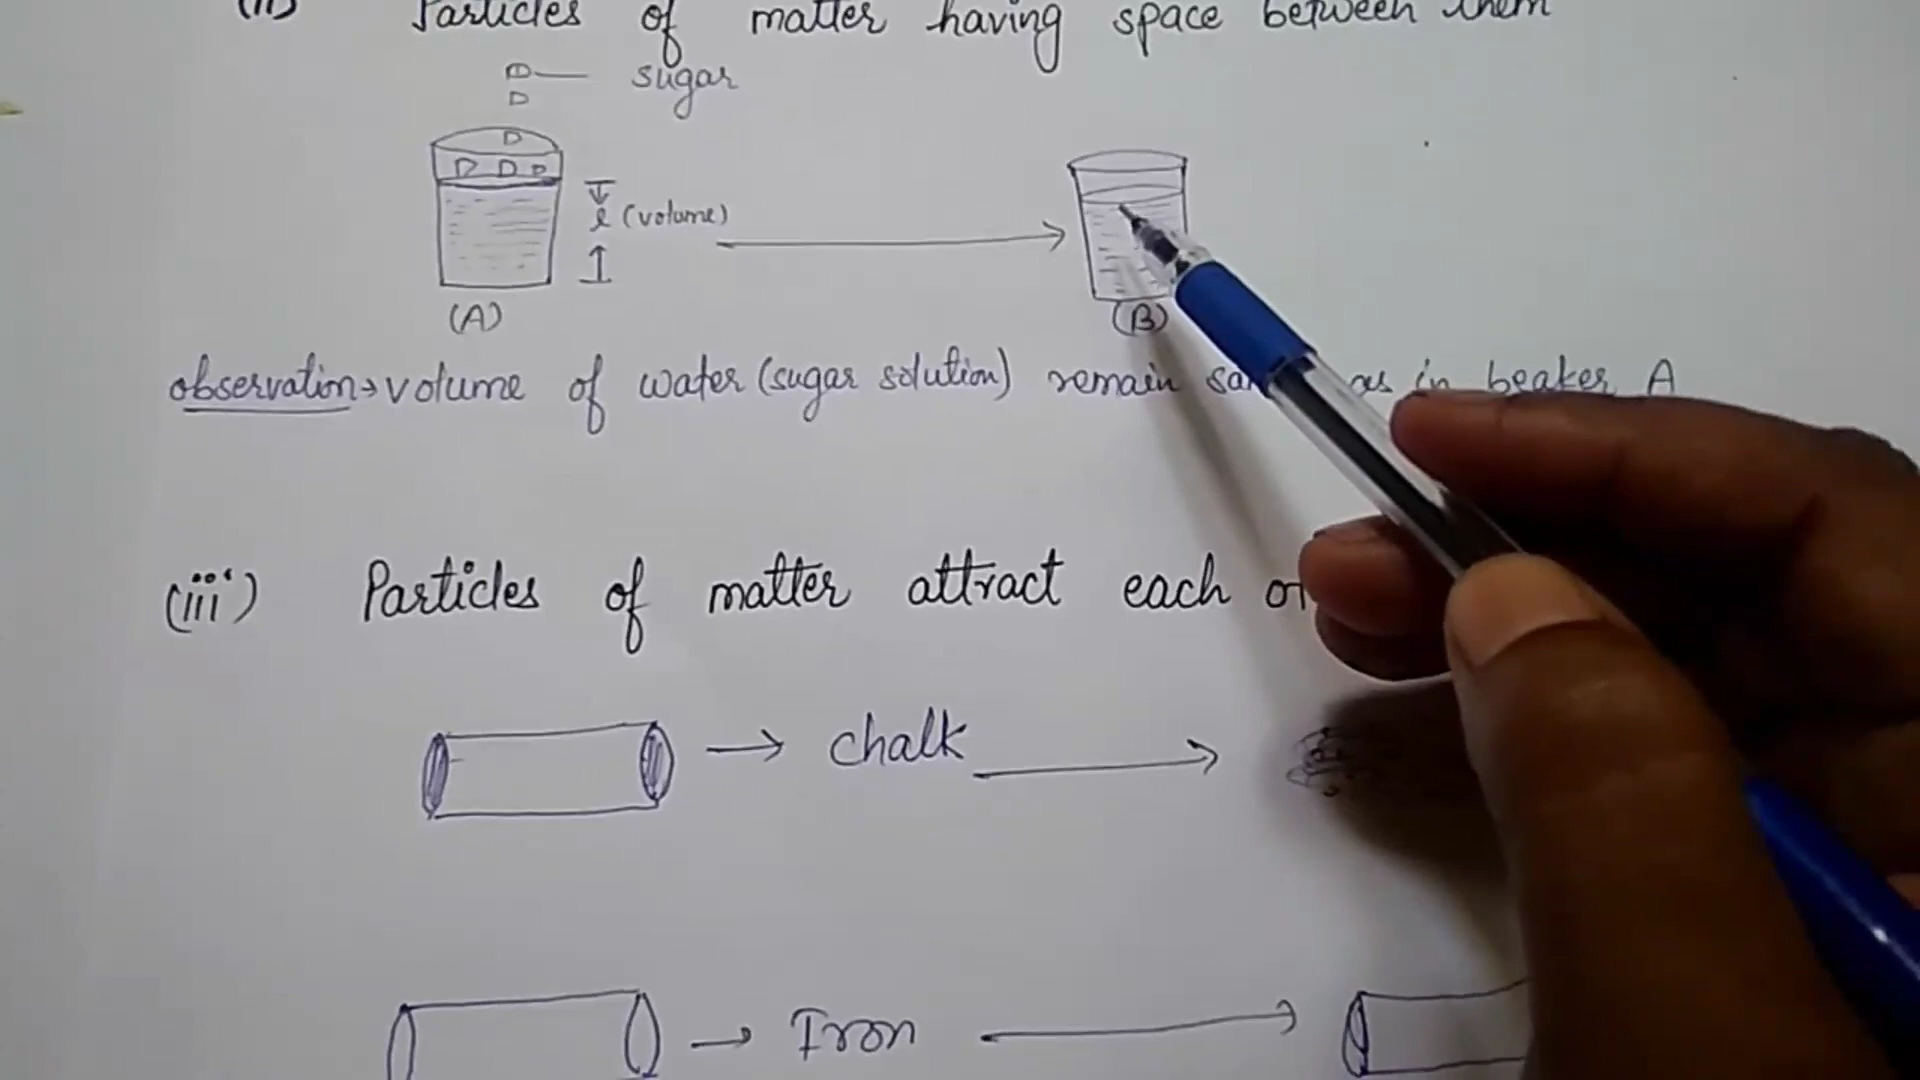 (ii) Particles of matter having space between them
sugar
l (volume)
(A)
(B)
observation→ volume of water (sugar solution) remain as in beaker A
(iii) Particles of matter attract each
→ chalk
→ Iron